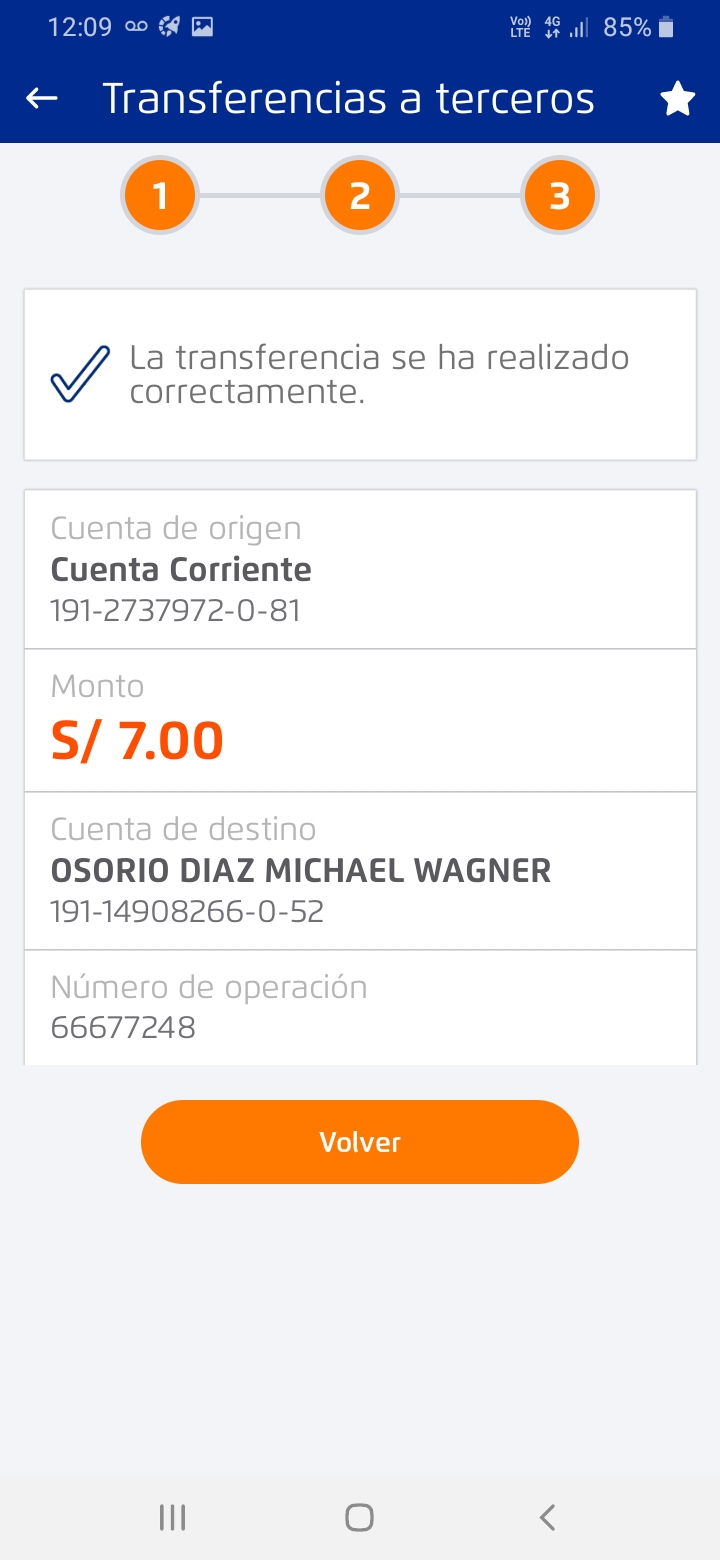 12:09
Vo)) LTE 4G 85%
Transferencias a terceros
1 2 3
La transferencia se ha realizado
correctamente.
Cuenta de origen
Cuenta Corriente
191-2737972-0-81
Monto
S/ 7.00
Cuenta de destino
OSORIO DIAZ MICHAEL WAGNER
191-14908266-0-52
Número de operación
66677248
Volver